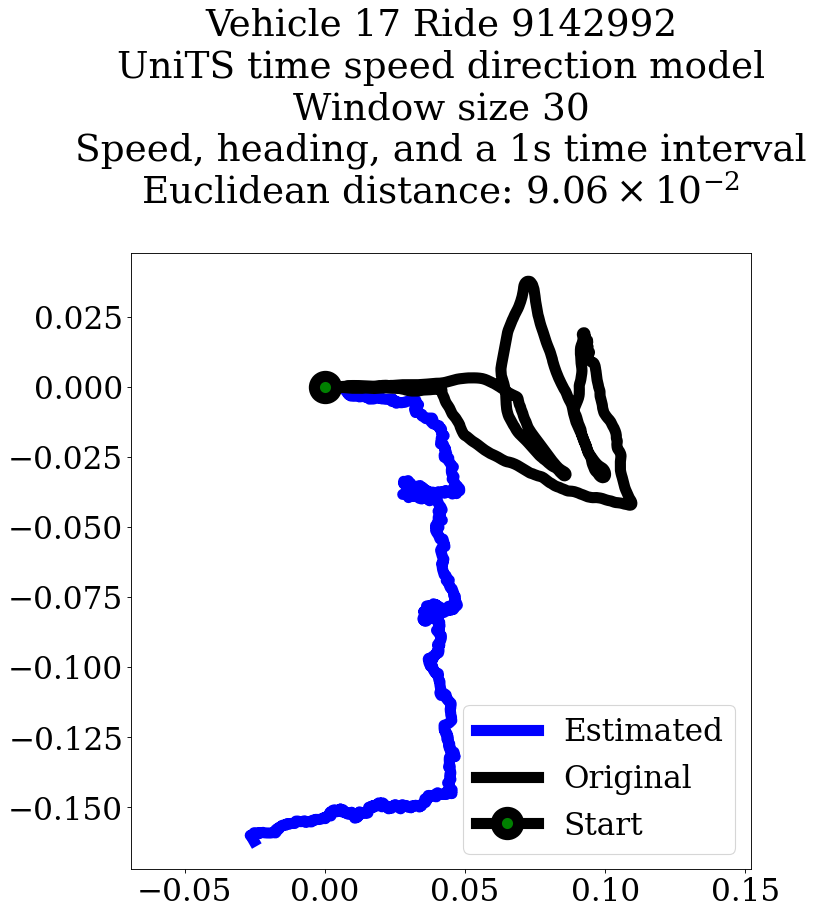 Vehicle 17 Ride 9142992
UniTS time speed direction model
Window size 30
Speed, heading, and a 1s time interval
Euclidean distance: 9.06 × 10⁻²
0.025
0.000
−0.025
−0.050
−0.075
−0.100
−0.125
−0.150
Estimated
Original
Start
−0.05 0.00 0.05 0.10 0.15